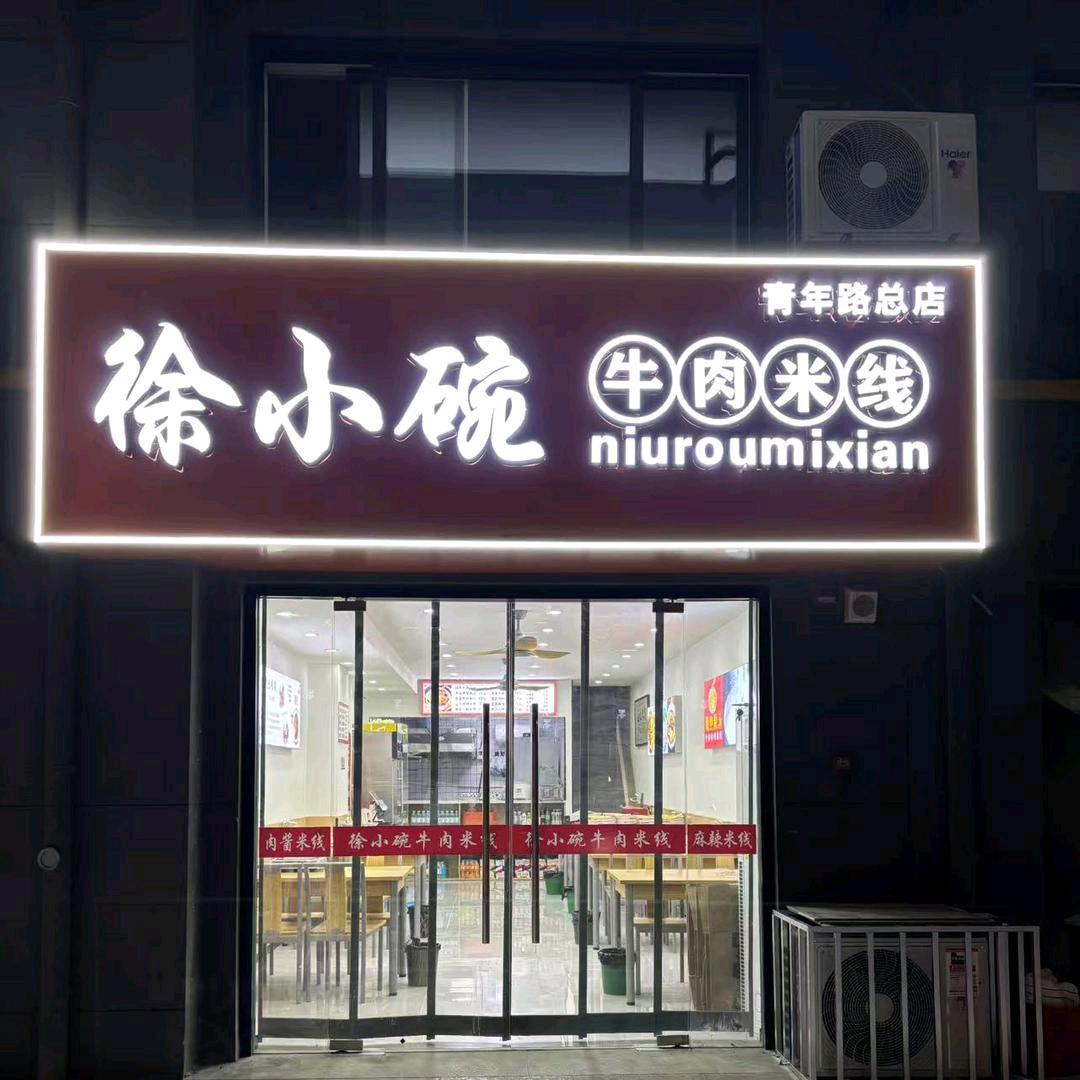 Haier
青年路总店
徐小碗
牛肉米线
niuroumixian
肉酱米线
徐小碗牛肉米线
徐小碗牛肉米线
麻辣米线